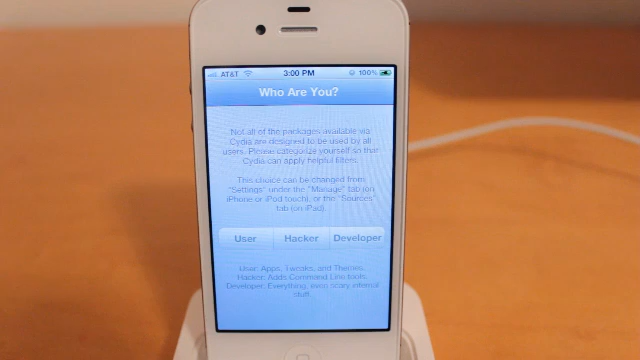 AT&T 3:00 PM 100%
Who Are You?
Not all of the packages available via
Cydia are designed to be used by all
users. Please categorize yourself so that
Cydia can apply helpful filters.
This choice can be changed from
"Settings" under the "Manage" tab (on
iPhone or iPod touch), or the "Sources"
tab (on iPad).
User Hacker Developer
User: Apps, Tweaks, and Themes.
Hacker: Adds Command Line tools.
Developer: Everything, even scary internal
stuff.